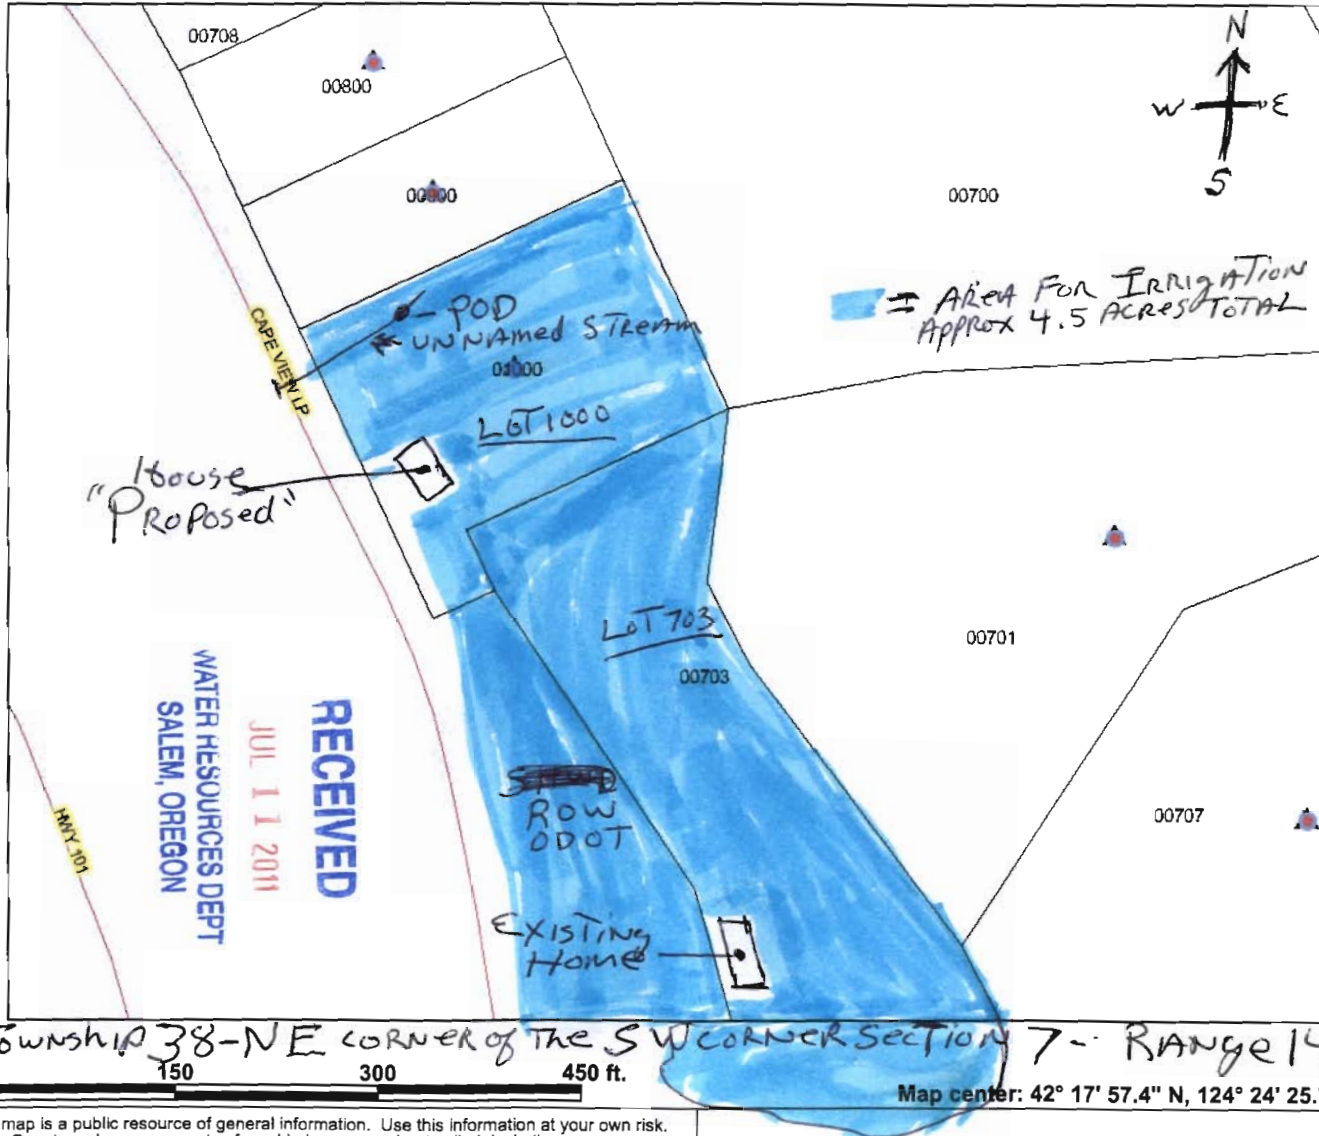 00708
00800
N
W E
S
00700
POD
UNNAMED STREAM
= AREA FOR IRRIGATION
APPROX 4.5 ACRES TOTAL
CAPE VIEW LP
LOT 1000
House
"Proposed"
LOT 703
00703
00701
00707
ROW
ODOT
RECEIVED
JUL 11 2011
WATER RESOURCES DEPT
SALEM, OREGON
HWY 101
EXISTING
Home
ownship 38-NE corner of The SW corner Section 7-- Range 14
150 300 450 ft.
Map center: 42° 17' 57.4" N, 124° 24' 25.
map is a public resource of general information. Use this information at your own risk.